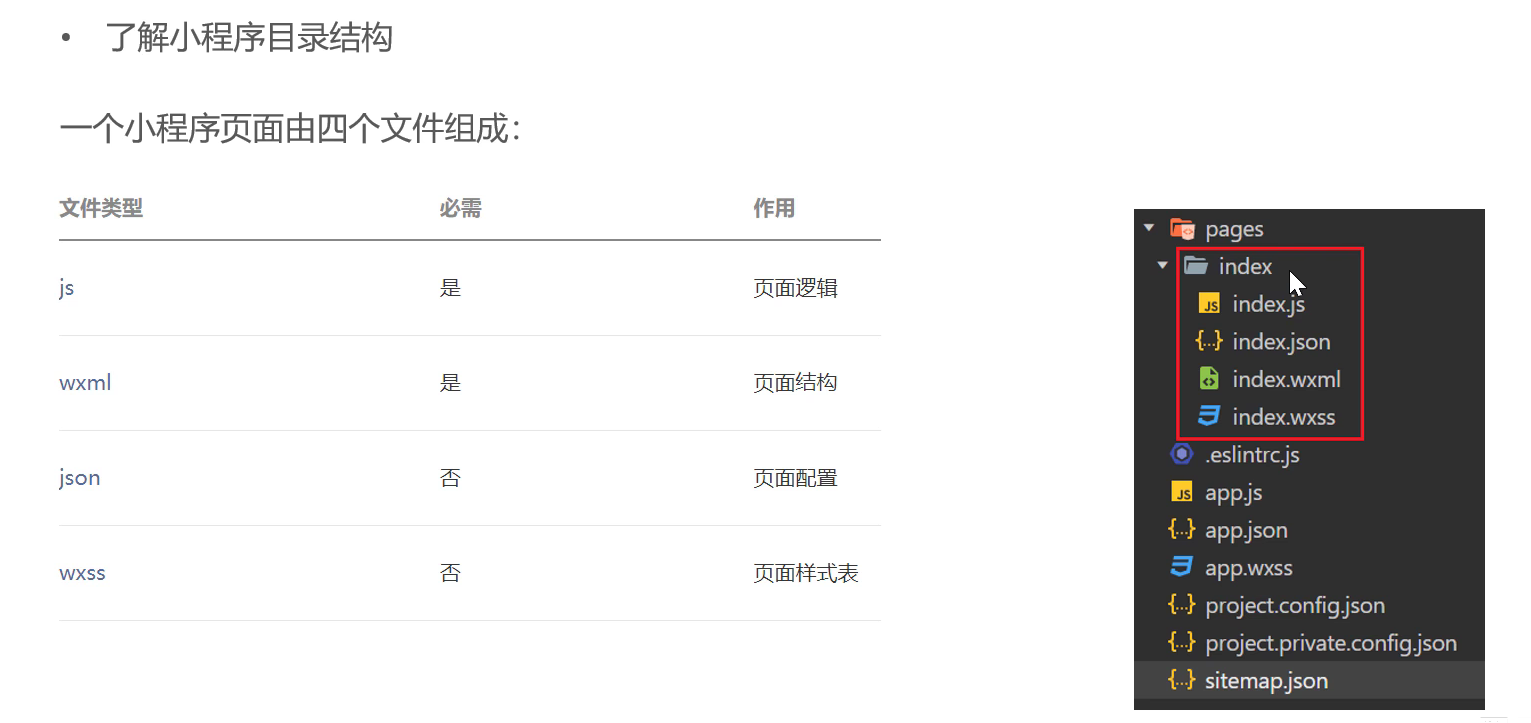 • 了解小程序目录结构
一个小程序页面由四个文件组成：
文件类型 必需 作用
js 是 页面逻辑
wxml 是 页面结构
json 否 页面配置
wxss 否 页面样式表
pages
index
index.js
index.json
index.wxml
index.wxss
.eslintrc.js
app.js
app.json
app.wxss
project.config.json
project.private.config.json
sitemap.json